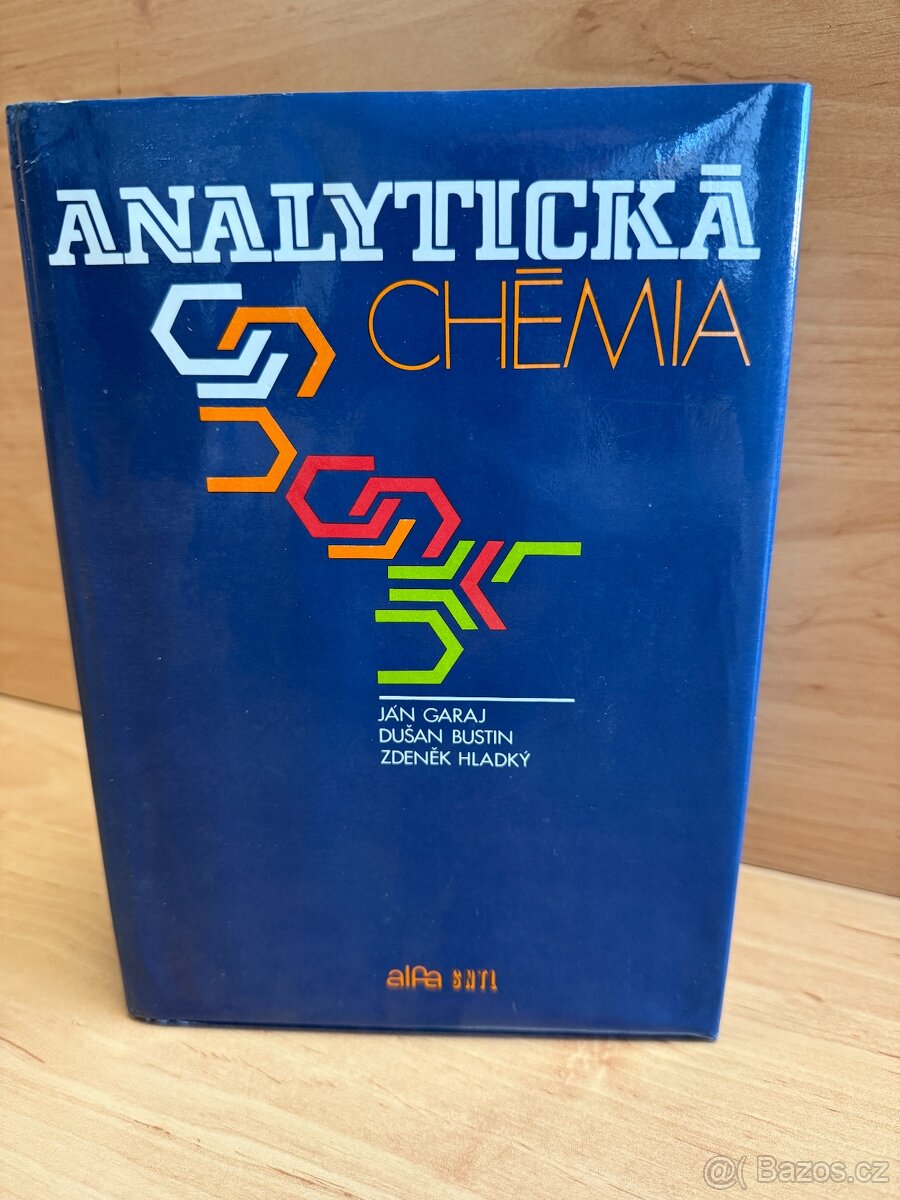 ANALYTICKÁ
CHÉMIA
JÁN GARAJ
DUŠAN BUSTIN
ZDENĚK HLADKÝ
alfa SNTL
@( Bazos.cz